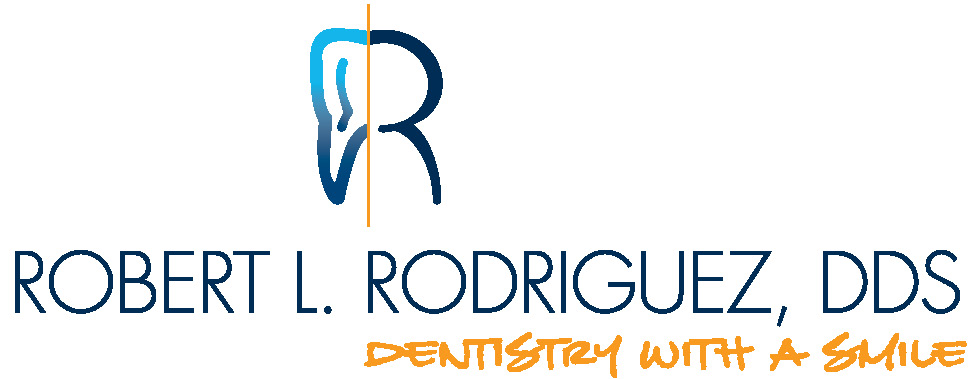 R
ROBERT L. RODRIGUEZ, DDS
DENTISTRY WITH A SMILE